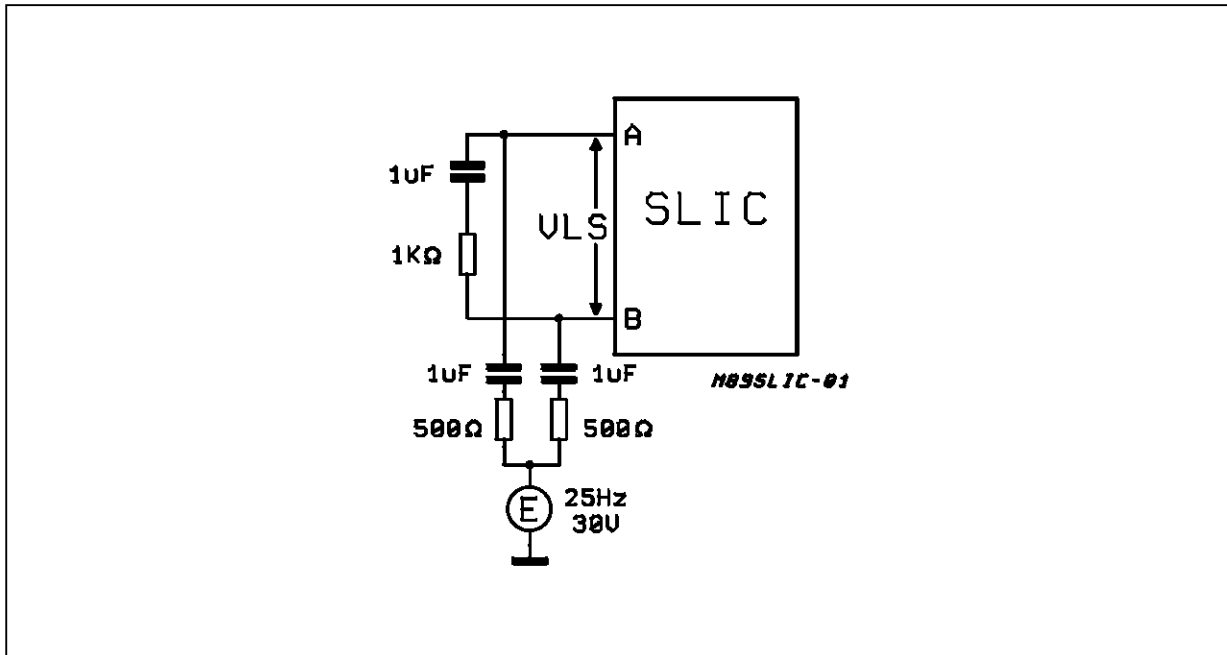 A
1uF
SLIC
VLS
1KΩ
B
1uF
1uF
M89SLIC-01
500Ω
500Ω
E
25Hz
30V